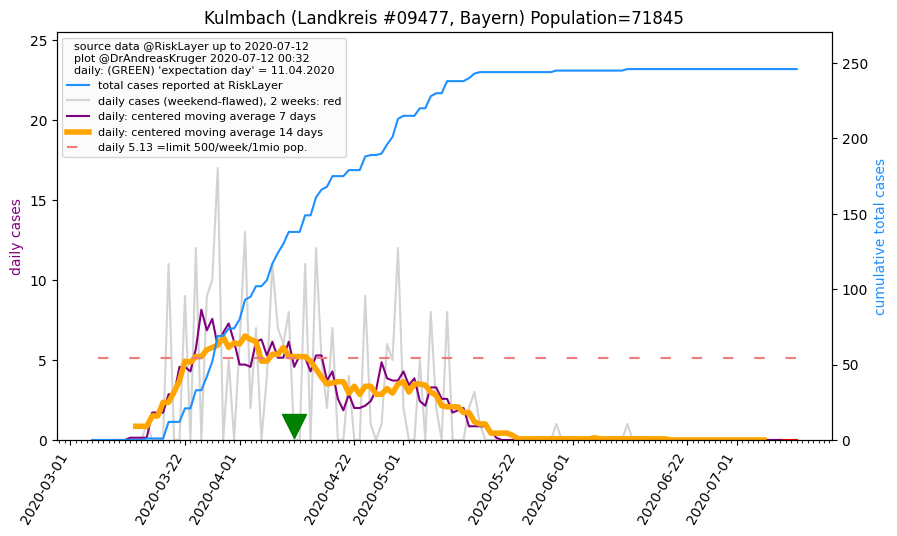 Kulmbach (Landkreis #09477, Bayern) Population=71845
source data @RiskLayer up to 2020-07-12
plot @DrAndreasKruger 2020-07-12 00:32
daily: (GREEN) 'expectation day' = 11.04.2020
total cases reported at RiskLayer
daily cases (weekend-flawed), 2 weeks: red
daily: centered moving average 7 days
daily: centered moving average 14 days
daily 5.13 =limit 500/week/1mio pop.
daily cases
25
20
15
10
5
0
cumulative total cases
250
200
150
100
50
0
2020-03-01
2020-03-22
2020-04-01
2020-04-22
2020-05-01
2020-05-22
2020-06-01
2020-06-22
2020-07-01